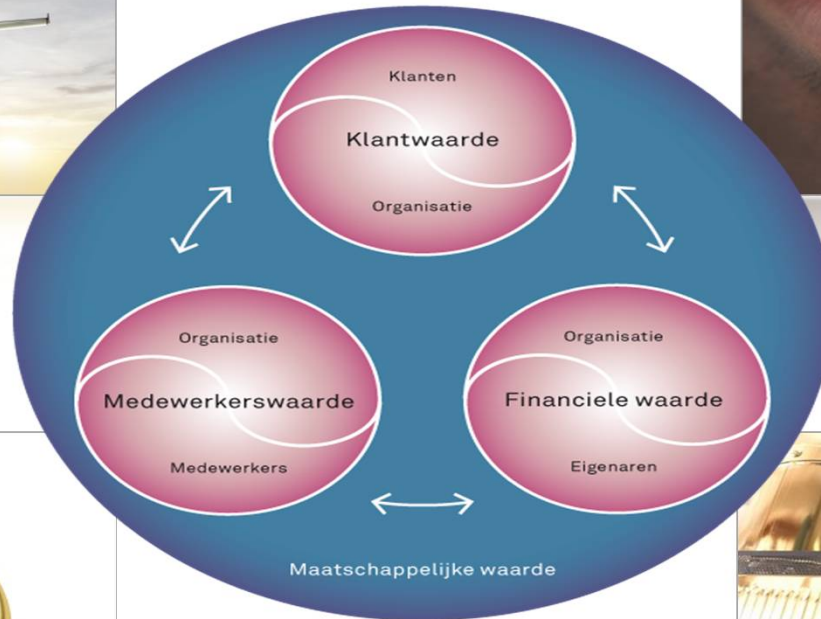 Klanten
Klantwaarde
Organisatie
Organisatie
Medewerkerswaarde
Medewerkers
Organisatie
Financiele waarde
Eigenaren
Maatschappelijke waarde